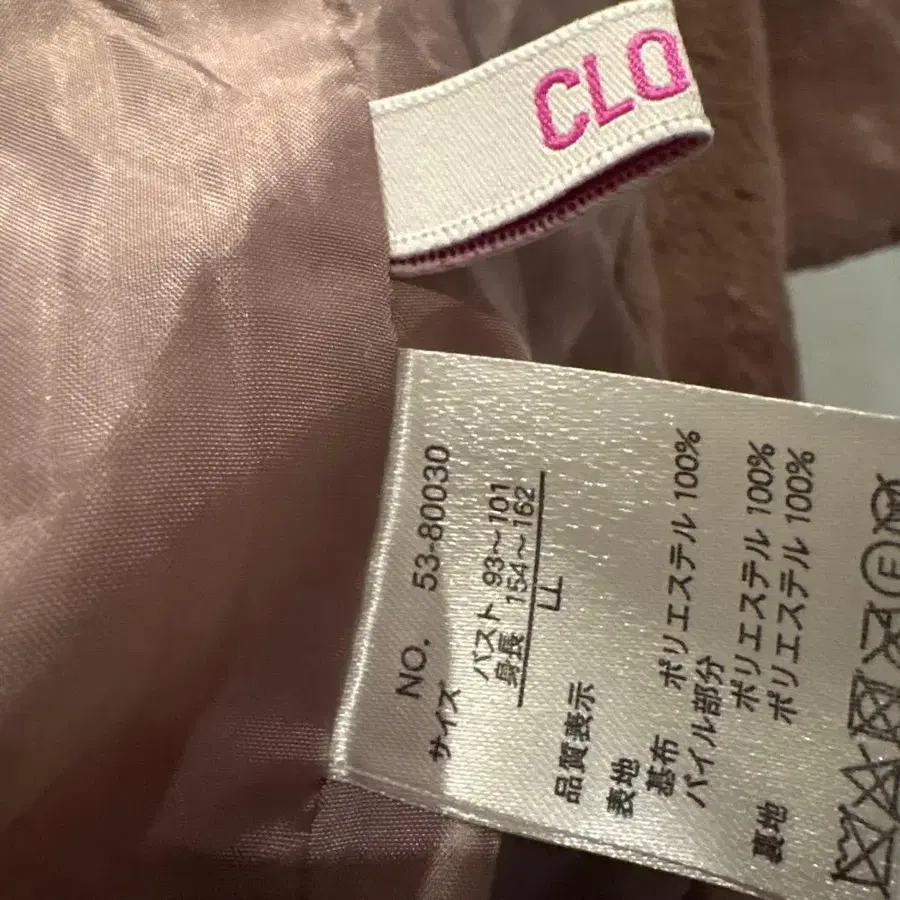 CLO
NO. 53-80030
サイズ
バスト 93~101
身長 154~162
LL
品質表示
表地
基布 ポリエステル 100%
パイル部分
ポリエステル 100%
裏地 ポリエステル 100%
F